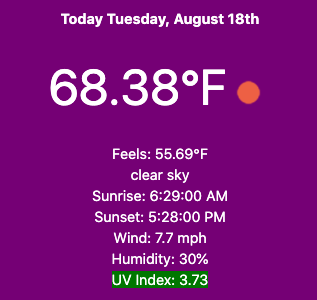 Today Tuesday, August 18th
68.38°F
Feels: 55.69°F
clear sky
Sunrise: 6:29:00 AM
Sunset: 5:28:00 PM
Wind: 7.7 mph
Humidity: 30%
UV Index: 3.73